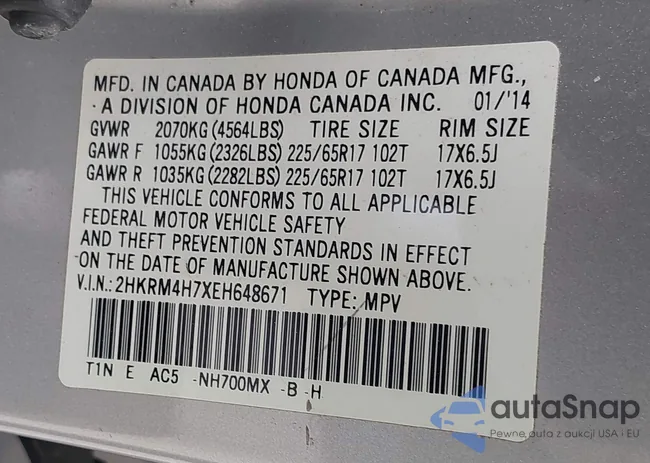 MFD. IN CANADA BY HONDA OF CANADA MFG.,
A DIVISION OF HONDA CANADA INC. 01/'14
GVWR 2070KG(4564LBS) TIRE SIZE RIM SIZE
GAWR F 1055KG(2326LBS) 225/65R17 102T 17X6.5J
GAWR R 1035KG(2282LBS) 225/65R17 102T 17X6.5J
THIS VEHICLE CONFORMS TO ALL APPLICABLE
FEDERAL MOTOR VEHICLE SAFETY
AND THEFT PREVENTION STANDARDS IN EFFECT
ON THE DATE OF MANUFACTURE SHOWN ABOVE.
V.I.N.:2HKRM4H7XEH648671 TYPE: MPV
T1N E AC5 -NH700MX -B -H
autaSnap
Pewne auta z aukcji USA i EU